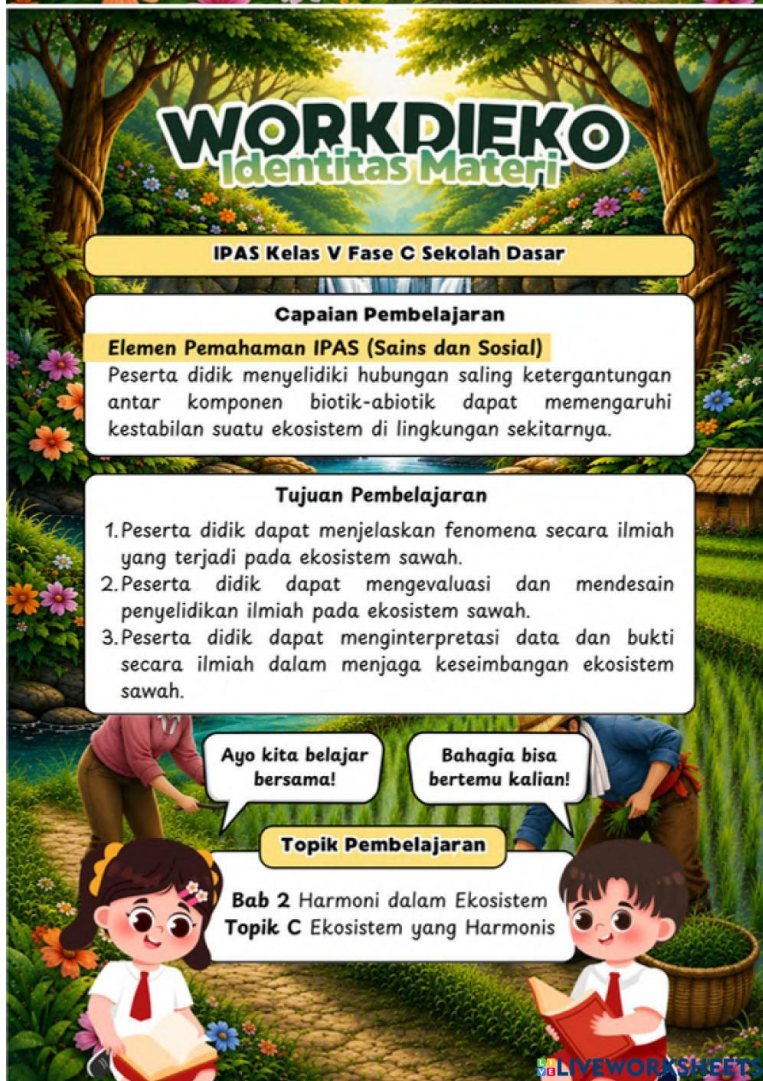 WORKDIEKO
Identitas Materi
IPAS Kelas V Fase C Sekolah Dasar
Capaian Pembelajaran
Elemen Pemahaman IPAS (Sains dan Sosial)
Peserta didik menyelidiki hubungan saling ketergantungan
antar komponen biotik-abiotik dapat memengaruhi
kestabilan suatu ekosistem di lingkungan sekitarnya.
Tujuan Pembelajaran
1. Peserta didik dapat menjelaskan fenomena secara ilmiah
yang terjadi pada ekosistem sawah.
2. Peserta didik dapat mengevaluasi dan mendesain
penyelidikan ilmiah pada ekosistem sawah.
3. Peserta didik dapat menginterpretasi data dan bukti
secara ilmiah dalam menjaga keseimbangan ekosistem
sawah.
Ayo kita belajar
bersama!
Bahagia bisa
bertemu kalian!
Topik Pembelajaran
Bab 2 Harmoni dalam Ekosistem
Topik C Ekosistem yang Harmonis
LIVEWORKSHEETS